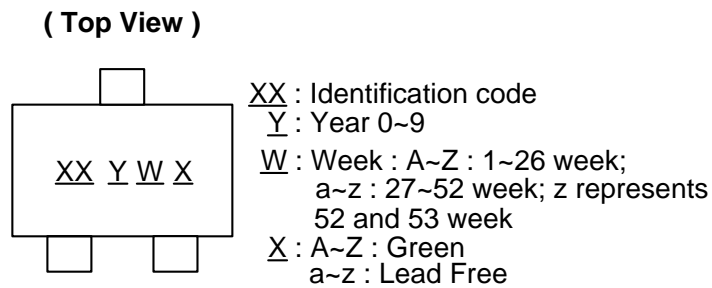 ( Top View )
XX Y W X
XX : Identification code
Y : Year 0~9
W : Week : A~Z : 1~26 week;
a~z : 27~52 week; z represents
52 and 53 week
X : A~Z : Green
a~z : Lead Free